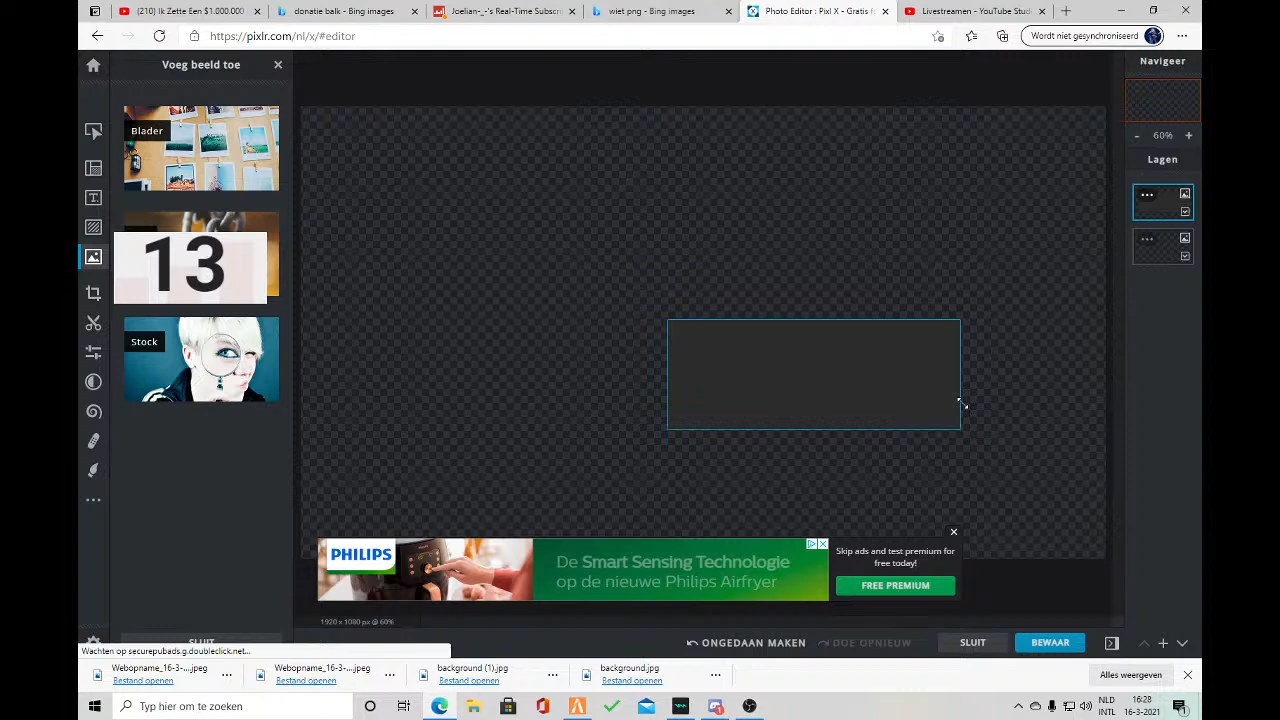 (210) Ik Zette Een $1.000.000
donatie balk - Bing images
Joelian-_-'s Real-Time Subscri
wiet png - Bing images
Photo Editor : Pixlr X - Gratis f
Livestreamen - YouTube Studi
https://pixlr.com/nl/x/#editor
Wordt niet gesynchroniseerd
Voeg beeld toe
Navigeer
Blader
60%
Lagen
13
Stock
PHILIPS
De Smart Sensing Technologie
op de nieuwe Philips Airfryer
Skip ads and test premium for
free today!
FREE PREMIUM
1920 x 1080 px @ 60%
SLUIT
ONGEDAAN MAKEN
DOE OPNIEUW
SLUIT
BEWAAR
Wachten op securepubads.g.doubleclick.net...
Webopname_16-3-....jpeg
Bestand openen
Webopname_16-3-....jpeg
Bestand openen
background (1).jpg
Bestand openen
background.jpg
Bestand openen
Alles weergeven
Typ hier om te zoeken
NLD
INTL
16:28
16-3-2021
1